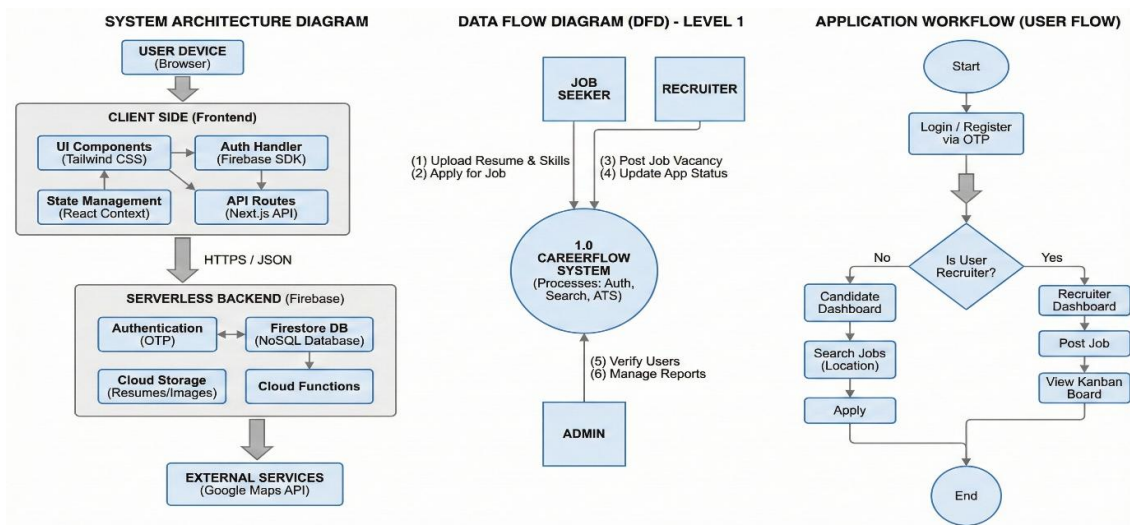 SYSTEM ARCHITECTURE DIAGRAM
USER DEVICE
(Browser)
CLIENT SIDE (Frontend)
UI Components
(Tailwind CSS)
Auth Handler
(Firebase SDK)
State Management
(React Context)
API Routes
(Next.js API)
HTTPS / JSON
SERVERLESS BACKEND (Firebase)
Authentication
(OTP)
Firestore DB
(NoSQL Database)
Cloud Storage
(Resumes/Images)
Cloud Functions
EXTERNAL SERVICES
(Google Maps API)
DATA FLOW DIAGRAM (DFD) - LEVEL 1
JOB
SEEKER
RECRUITER
(1) Upload Resume & Skills
(2) Apply for Job
(3) Post Job Vacancy
(4) Update App Status
1.0
CAREERFLOW
SYSTEM
(Processes: Auth,
Search, ATS)
(5) Verify Users
(6) Manage Reports
ADMIN
APPLICATION WORKFLOW (USER FLOW)
Start
Login / Register
via OTP
Is User
Recruiter?
No
Yes
Candidate
Dashboard
Search Jobs
(Location)
Apply
Recruiter
Dashboard
Post Job
View Kanban
Board
End